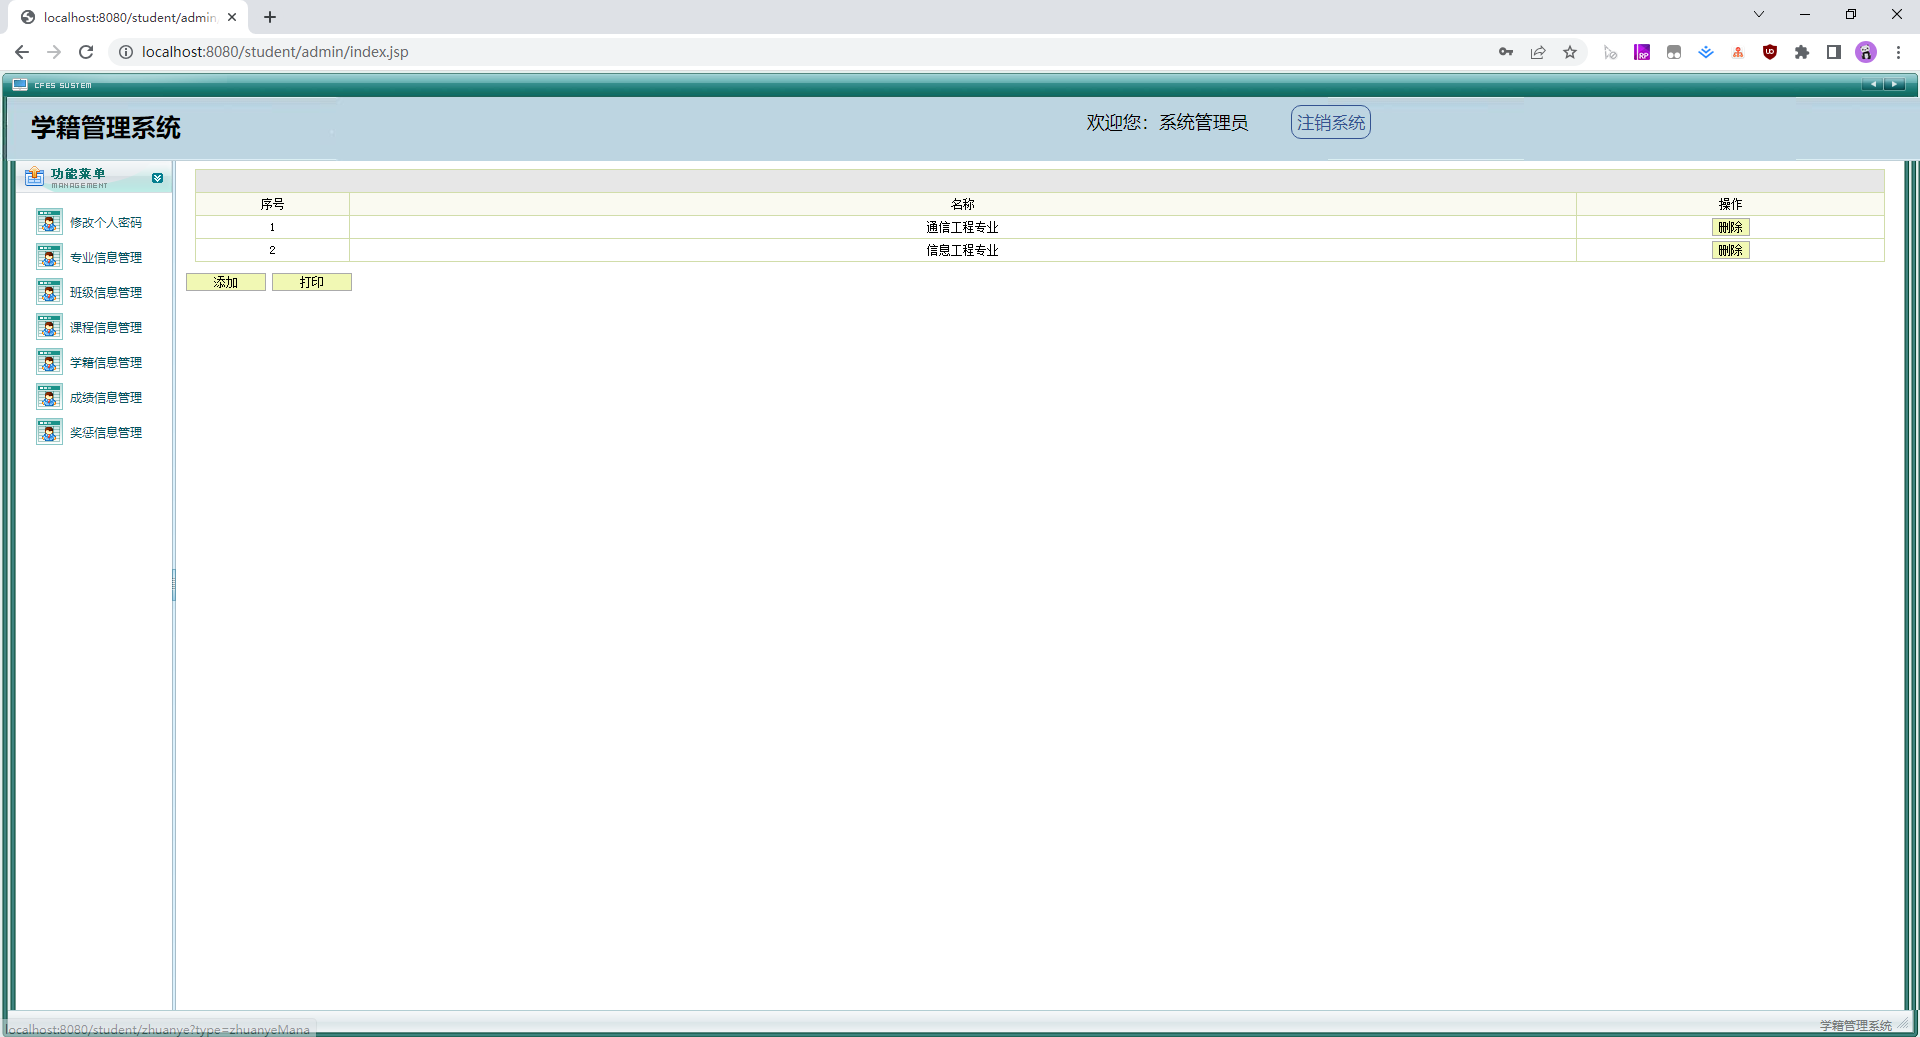 localhost:8080/student/admin
localhost:8080/student/admin/index.jsp
CFES SUSTEM
学籍管理系统
欢迎您：系统管理员
注销系统
功能菜单
MANAGEMENT
修改个人密码
专业信息管理
班级信息管理
课程信息管理
学籍信息管理
成绩信息管理
奖惩信息管理
序号 名称 操作
1 通信工程专业 删除
2 信息工程专业 删除
添加 打印
localhost:8080/student/zhuanye?type=zhuanyeMana
学籍管理系统